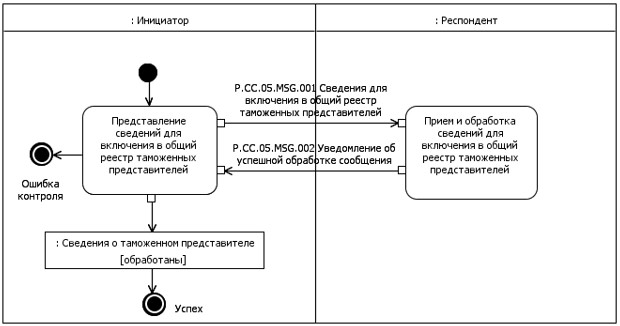 : Инициатор
: Респондент
P.CC.05.MSG.001 Сведения для
включения в общий реестр
таможенных представителей
Представление
сведений для
включения в общий
реестр таможенных
представителей
Прием и обработка
сведений для
включения в общий
реестр таможенных
представителей
P.CC.05.MSG.002 Уведомление об
успешной обработке сообщения
Ошибка
контроля
: Сведения о таможенном представителе
[обработаны]
Успех